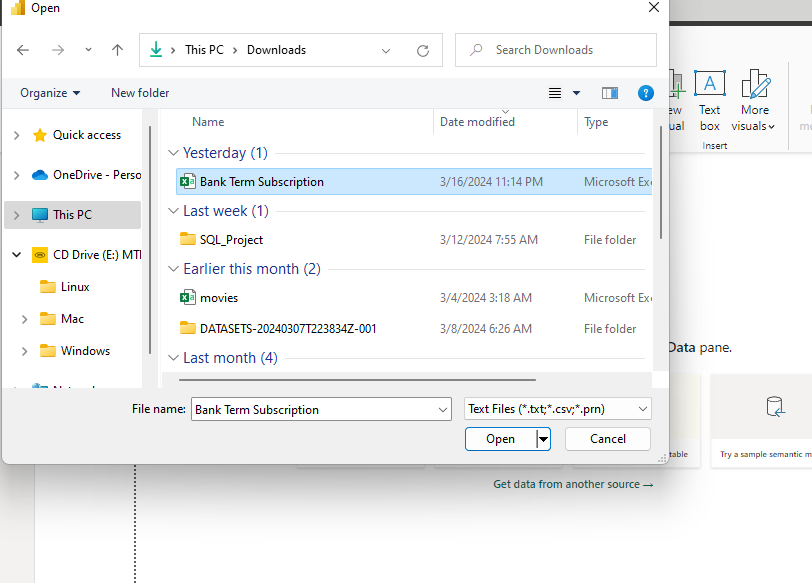 Open
This PC
Downloads
Search Downloads
Organize
New folder
Name
Date modified
Type
Quick access
OneDrive - Perso
This PC
CD Drive (E:) MTI
Linux
Mac
Windows
Yesterday (1)
Bank Term Subscription 3/16/2024 11:14 PM Microsoft Ex
Last week (1)
SQL_Project 3/12/2024 7:55 AM File folder
Earlier this month (2)
movies 3/4/2024 3:18 AM Microsoft Ex
DATASETS-20240307T223834Z-001 3/8/2024 6:26 AM File folder
Last month (4)
File name: Bank Term Subscription
Text Files (*.txt;*.csv;*.prn)
Open
Cancel
Text box
More visuals
Insert
Data pane.
table
Try a sample semantic m
Get data from another source →